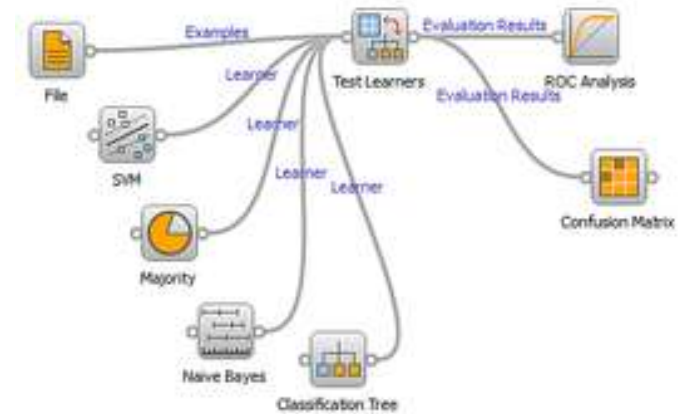 Examples
Evaluation Results
File
Test Learners
ROC Analysis
Learner
Evaluation Results
Learner
SVM
Learner
Learner
Confusion Matrix
Majority
Naive Bayes
Classification Tree